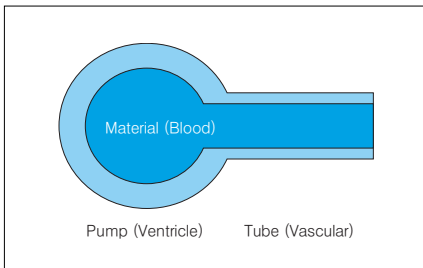 Material (Blood)
Pump (Ventricle) Tube (Vascular)